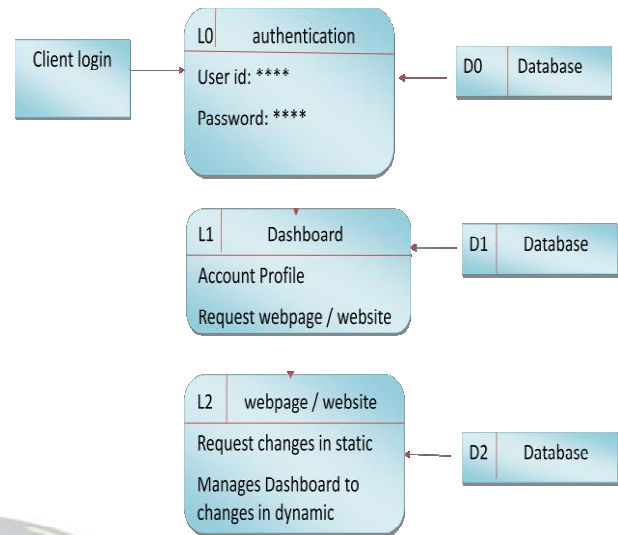 Client login
L0 authentication
User id: ****
Password: ****
D0 Database
L1 Dashboard
Account Profile
Request webpage / website
D1 Database
L2 webpage / website
Request changes in static
Manages Dashboard to
changes in dynamic
D2 Database